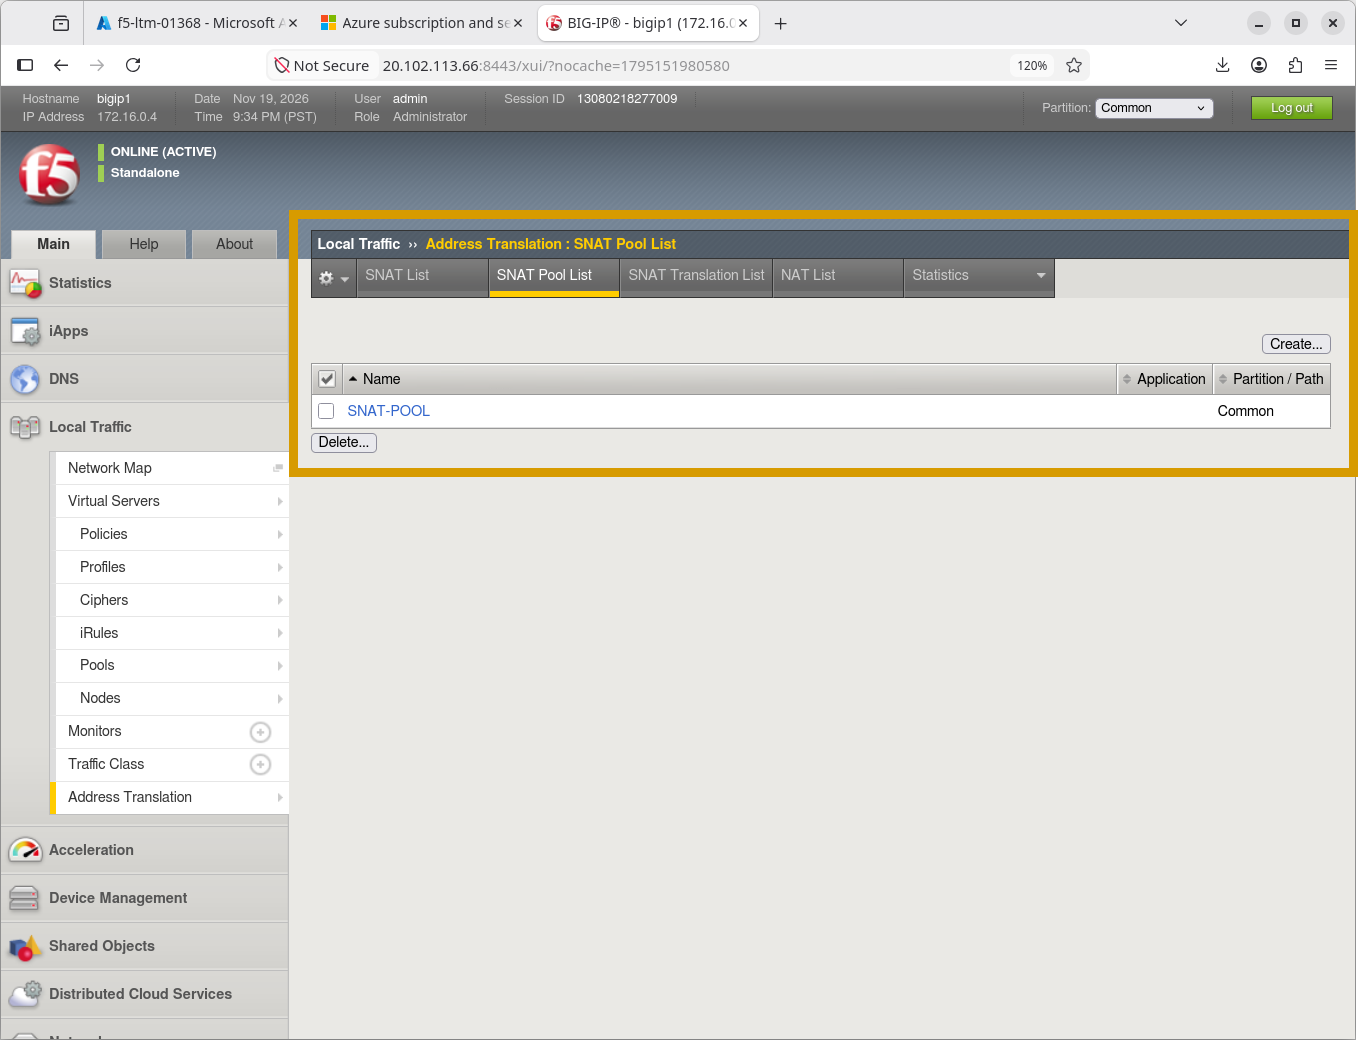 f5-ltm-01368 - Microsoft A
Azure subscription and se
BIG-IP® - bigip1 (172.16.0
Not Secure 20.102.113.66:8443/xui/?nocache=1795151980580 120%
Hostname bigip1 Date Nov 19, 2026 User admin Session ID 13080218277009
IP Address 172.16.0.4 Time 9:34 PM (PST) Role Administrator
Partition: Common Log out
f5
ONLINE (ACTIVE)
Standalone
Main Help About
Statistics
iApps
DNS
Local Traffic
Network Map
Virtual Servers
Policies
Profiles
Ciphers
iRules
Pools
Nodes
Monitors
Traffic Class
Address Translation
Acceleration
Device Management
Shared Objects
Distributed Cloud Services
Local Traffic ›› Address Translation : SNAT Pool List
SNAT List SNAT Pool List SNAT Translation List NAT List Statistics
Create...
Name Application Partition / Path
SNAT-POOL Common
Delete...